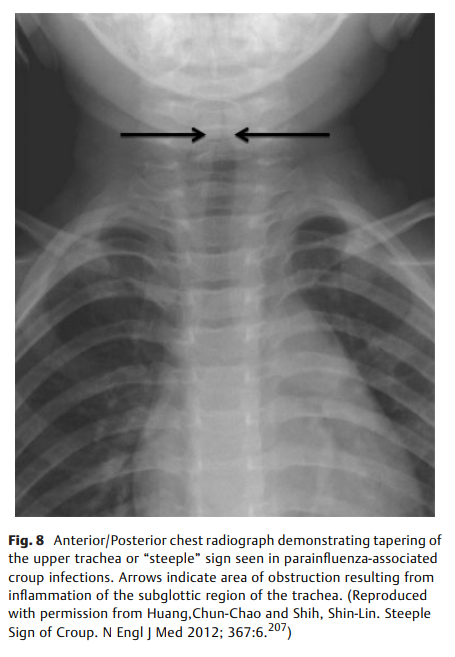 Fig. 8 Anterior/Posterior chest radiograph demonstrating tapering of
the upper trachea or “steeple” sign seen in parainfluenza-associated
croup infections. Arrows indicate area of obstruction resulting from
inflammation of the subglottic region of the trachea. (Reproduced
with permission from Huang,Chun-Chao and Shih, Shin-Lin. Steeple
Sign of Croup. N Engl J Med 2012; 367:6.207)